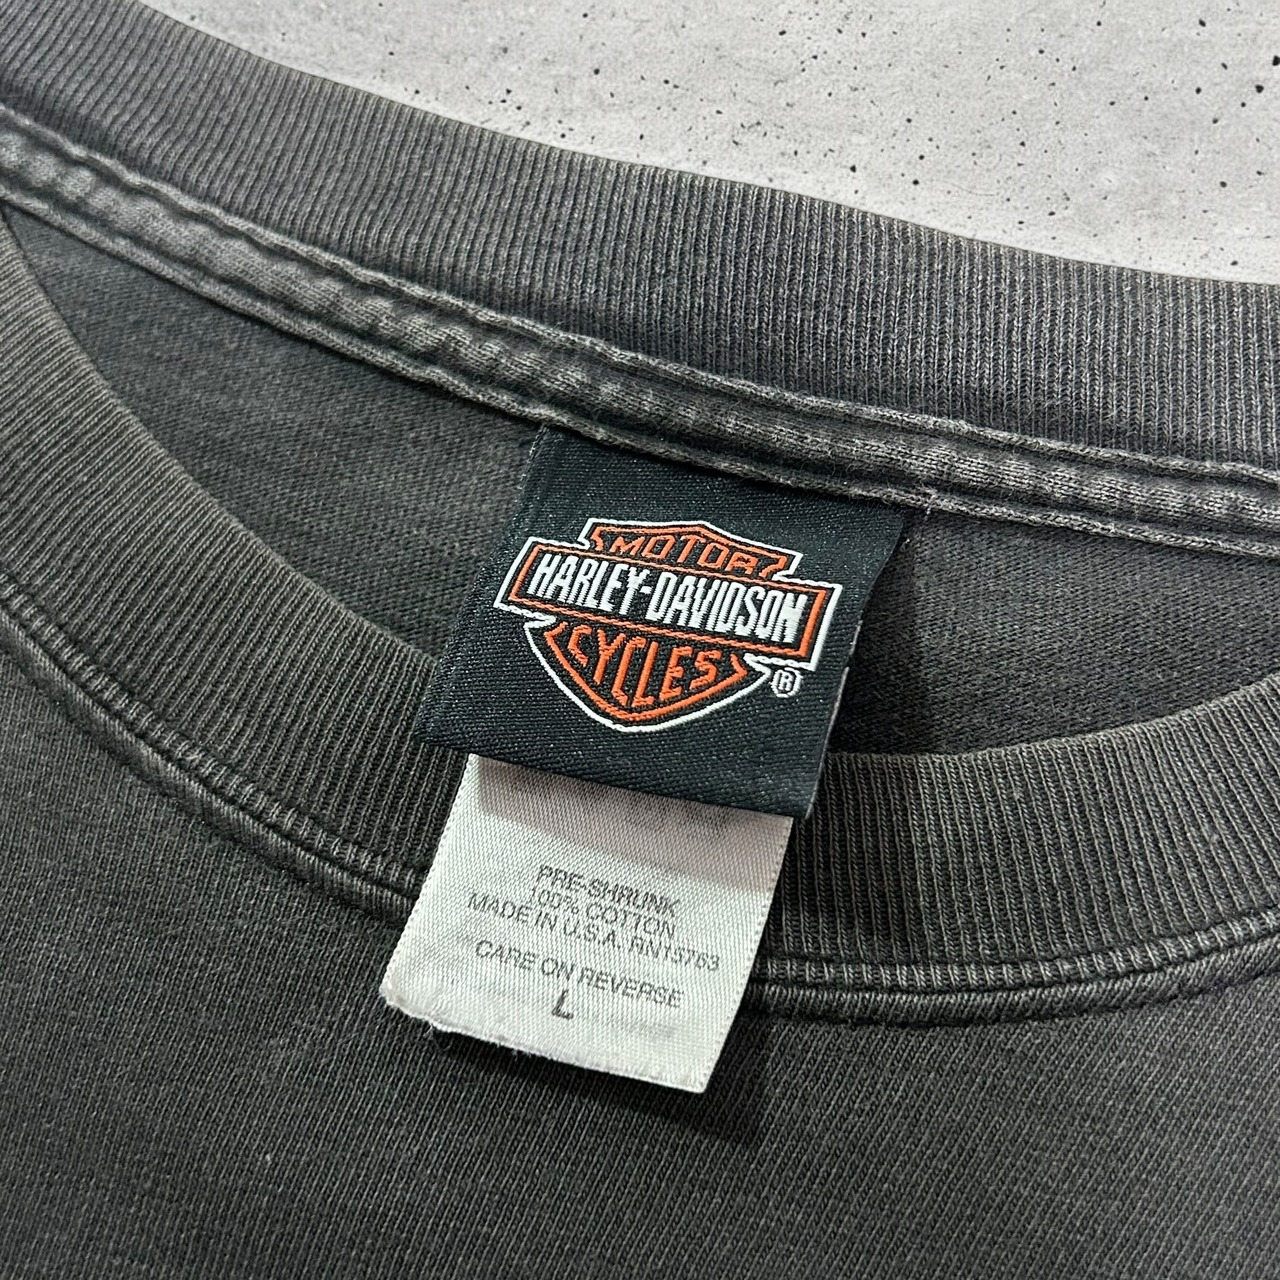 MOTOR
HARLEY-DAVIDSON
CYCLES
®
PRE-SHRUNK
100% COTTON
MADE IN U.S.A. RN15763
CARE ON REVERSE
L